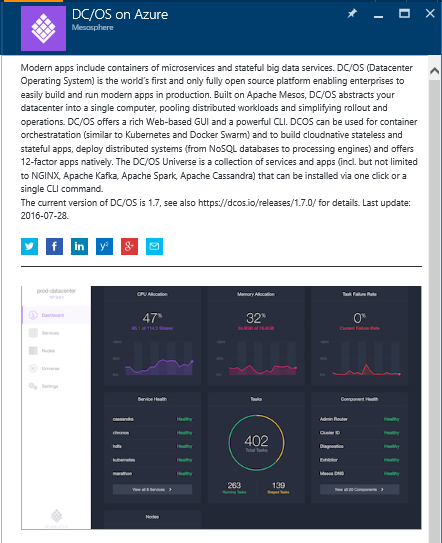 DC/OS on Azure
Mesosphere
Modern apps include containers of microservices and stateful big data services. DC/OS (Datacenter
Operating System) is the world's first and only fully open source platform enabling enterprises to
easily build and run modern apps in production. Built on Apache Mesos, DC/OS abstracts your
datacenter into a single computer, pooling distributed workloads and simplifying rollout and
operations. DC/OS offers a rich Web-based GUI and a powerful CLI. DCOS can be used for container
orchestratation (similar to Kubernetes and Docker Swarm) and to build cloudnative stateless and
stateful apps, deploy distributed systems (from NoSQL databases to processing engines) and offers
12-factor apps natively. The DC/OS Universe is a collection of services and apps (incl. but not limited
to NGINX, Apache Kafka, Apache Spark, Apache Cassandra) that can be installed via one click or a
single CLI command.
The current version of DC/OS is 1.7, see also https://dcos.io/releases/1.7.0/ for details. Last update:
2016-07-28.
prod-datacenter
Dashboard
Services
Nodes
Universe
Settings
CPU Allocation
47%
Memory Allocation
32%
Task Failure Rate
0%
Current Failure Rate
Service Health
cassandra Healthy
chronos Healthy
hdfs Healthy
kubernetes Healthy
marathon Healthy
View all 8 Services >
Tasks
402
Total Tasks
263
Running Tasks
139
Staged Tasks
Component Health
Admin Router Healthy
Cluster ID Healthy
Diagnostics Healthy
Exhibitor Healthy
Mesos DNS Healthy
View all 20 Components >
Nodes